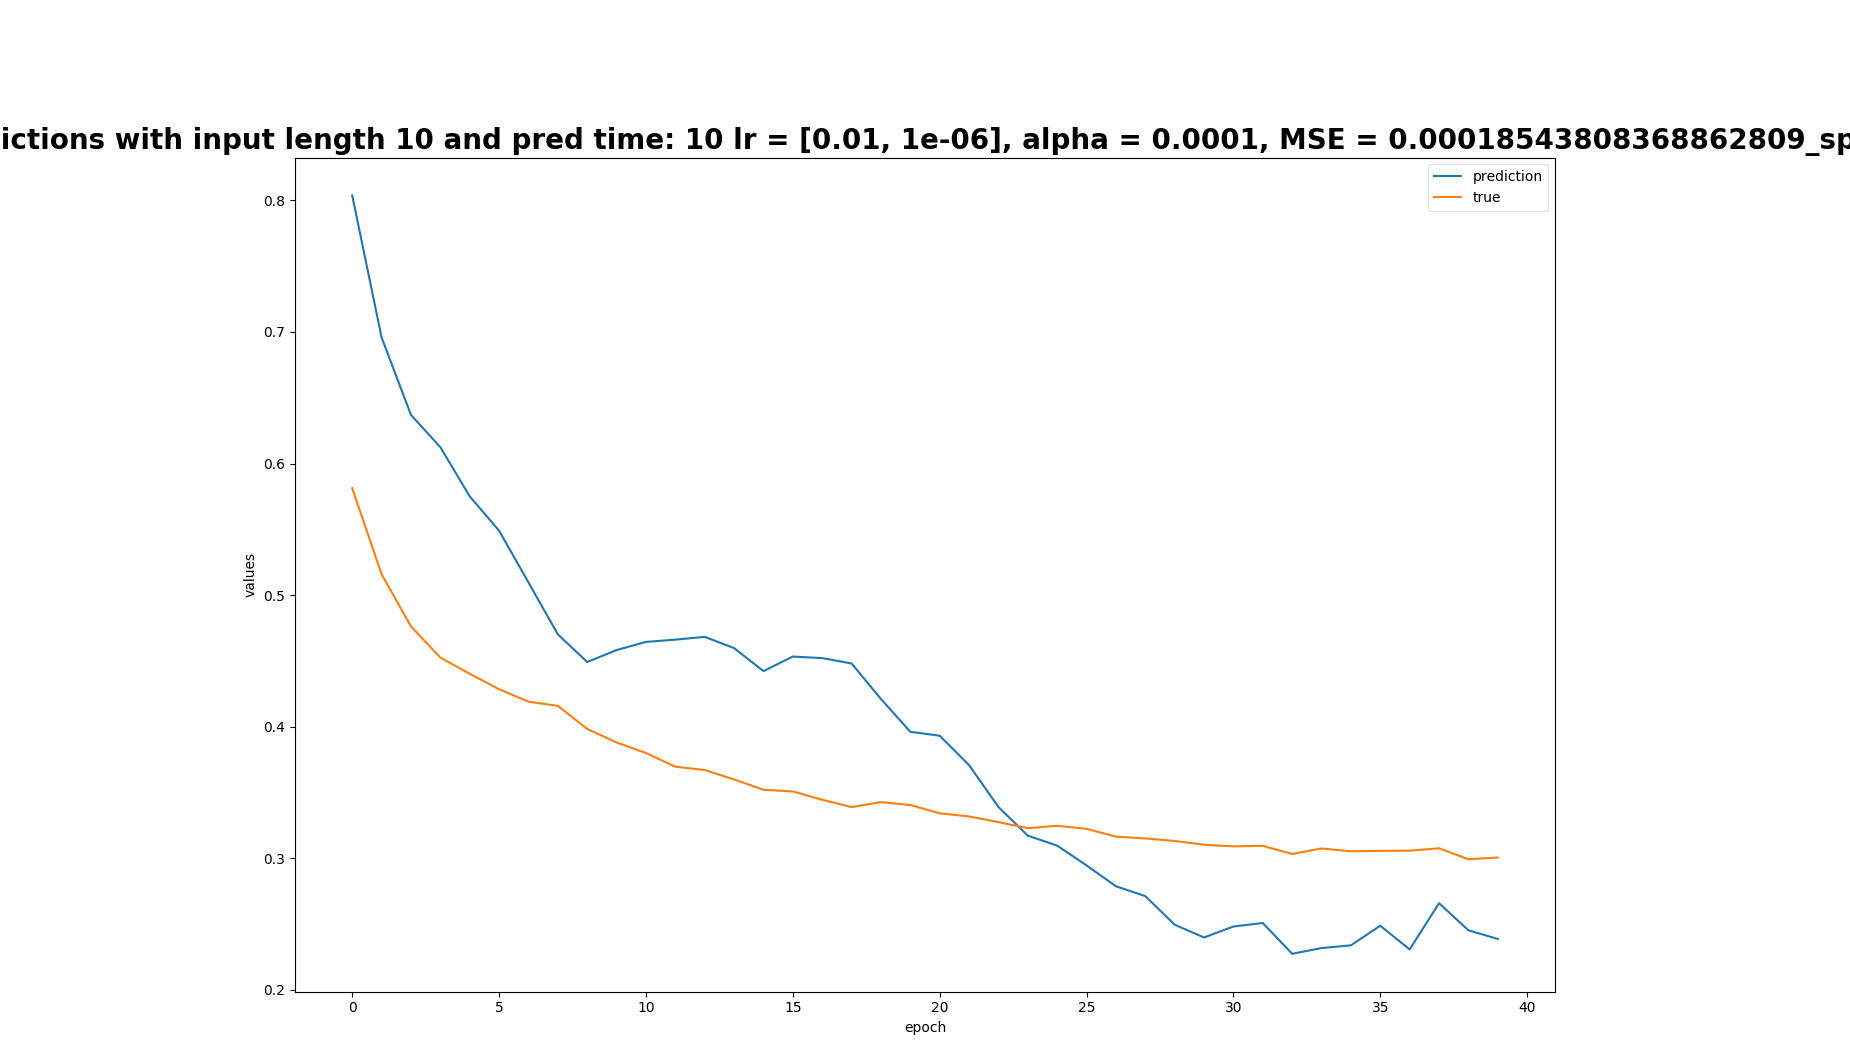 ictions with input length 10 and pred time: 10 lr = [0.01, 1e-06], alpha = 0.0001, MSE = 0.00018543808368862809_sp
prediction
true
0.8
0.7
0.6
0.5
0.4
0.3
0.2
values
0 5 10 15 20 25 30 35 40
epoch